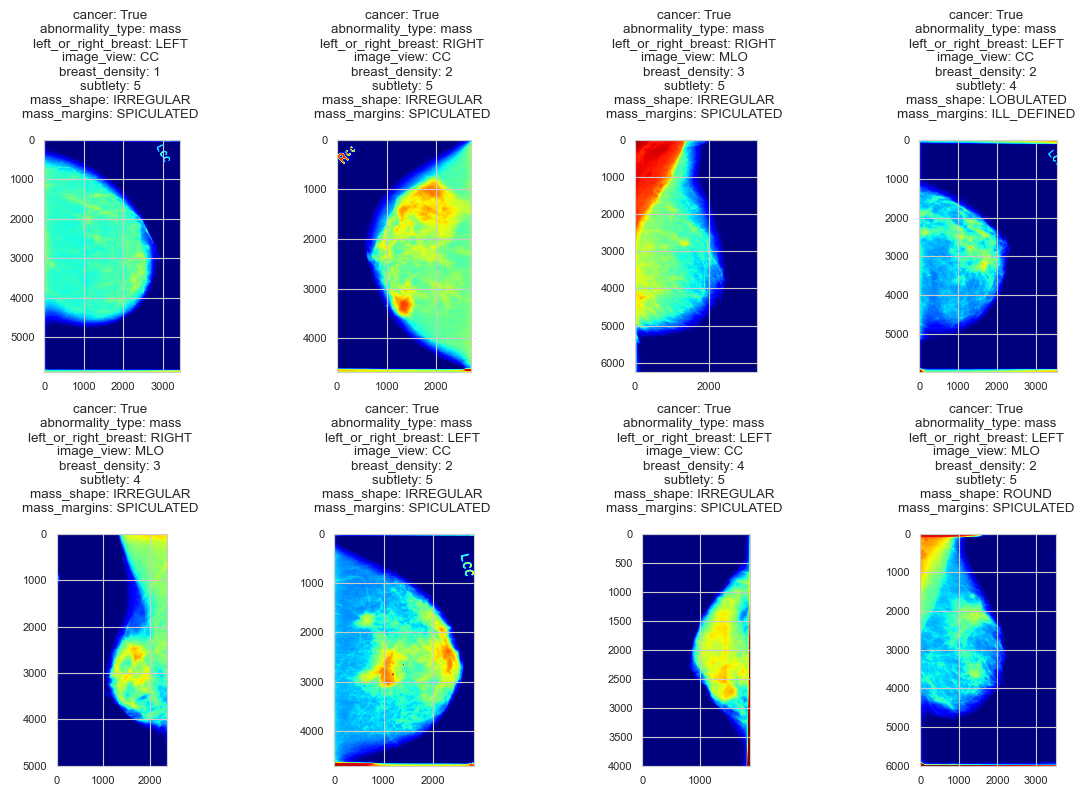 cancer: True
abnormality_type: mass
left_or_right_breast: LEFT
image_view: CC
breast_density: 1
subtlety: 5
mass_shape: IRREGULAR
mass_margins: SPICULATED
0
1000
2000
3000
4000
5000
LCC
0 1000 2000 3000
cancer: True
abnormality_type: mass
left_or_right_breast: RIGHT
image_view: CC
breast_density: 2
subtlety: 5
mass_shape: IRREGULAR
mass_margins: SPICULATED
0
1000
2000
3000
4000
RCC
0 1000 2000
cancer: True
abnormality_type: mass
left_or_right_breast: RIGHT
image_view: MLO
breast_density: 3
subtlety: 5
mass_shape: IRREGULAR
mass_margins: SPICULATED
0
1000
2000
3000
4000
5000
6000
0 2000
cancer: True
abnormality_type: mass
left_or_right_breast: LEFT
image_view: CC
breast_density: 2
subtlety: 4
mass_shape: LOBULATED
mass_margins: ILL_DEFINED
0
1000
2000
3000
4000
5000
0 1000 2000 3000
cancer: True
abnormality_type: mass
left_or_right_breast: RIGHT
image_view: MLO
breast_density: 3
subtlety: 4
mass_shape: IRREGULAR
mass_margins: SPICULATED
0
1000
2000
3000
4000
5000
0 1000 2000
cancer: True
abnormality_type: mass
left_or_right_breast: LEFT
image_view: CC
breast_density: 2
subtlety: 5
mass_shape: IRREGULAR
mass_margins: SPICULATED
0
1000
2000
3000
4000
LCC
0 1000 2000
cancer: True
abnormality_type: mass
left_or_right_breast: LEFT
image_view: CC
breast_density: 4
subtlety: 5
mass_shape: IRREGULAR
mass_margins: SPICULATED
0
500
1000
1500
2000
2500
3000
3500
4000
0 1000
cancer: True
abnormality_type: mass
left_or_right_breast: LEFT
image_view: MLO
breast_density: 2
subtlety: 5
mass_shape: ROUND
mass_margins: SPICULATED
0
1000
2000
3000
4000
5000
6000
0 1000 2000 3000